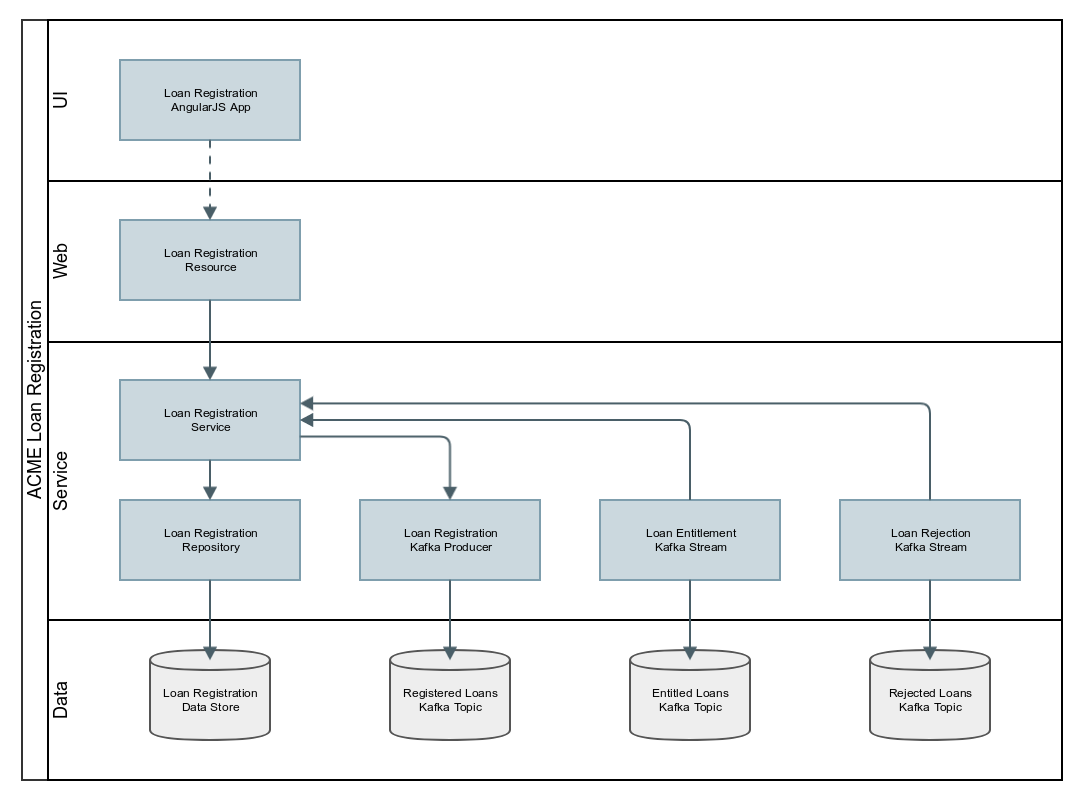 ACME Loan Registration
UI
Loan Registration
AngularJS App
Web
Loan Registration
Resource
Service
Loan Registration
Service
Loan Registration
Repository
Loan Registration
Kafka Producer
Loan Entitlement
Kafka Stream
Loan Rejection
Kafka Stream
Data
Loan Registration
Data Store
Registered Loans
Kafka Topic
Entitled Loans
Kafka Topic
Rejected Loans
Kafka Topic